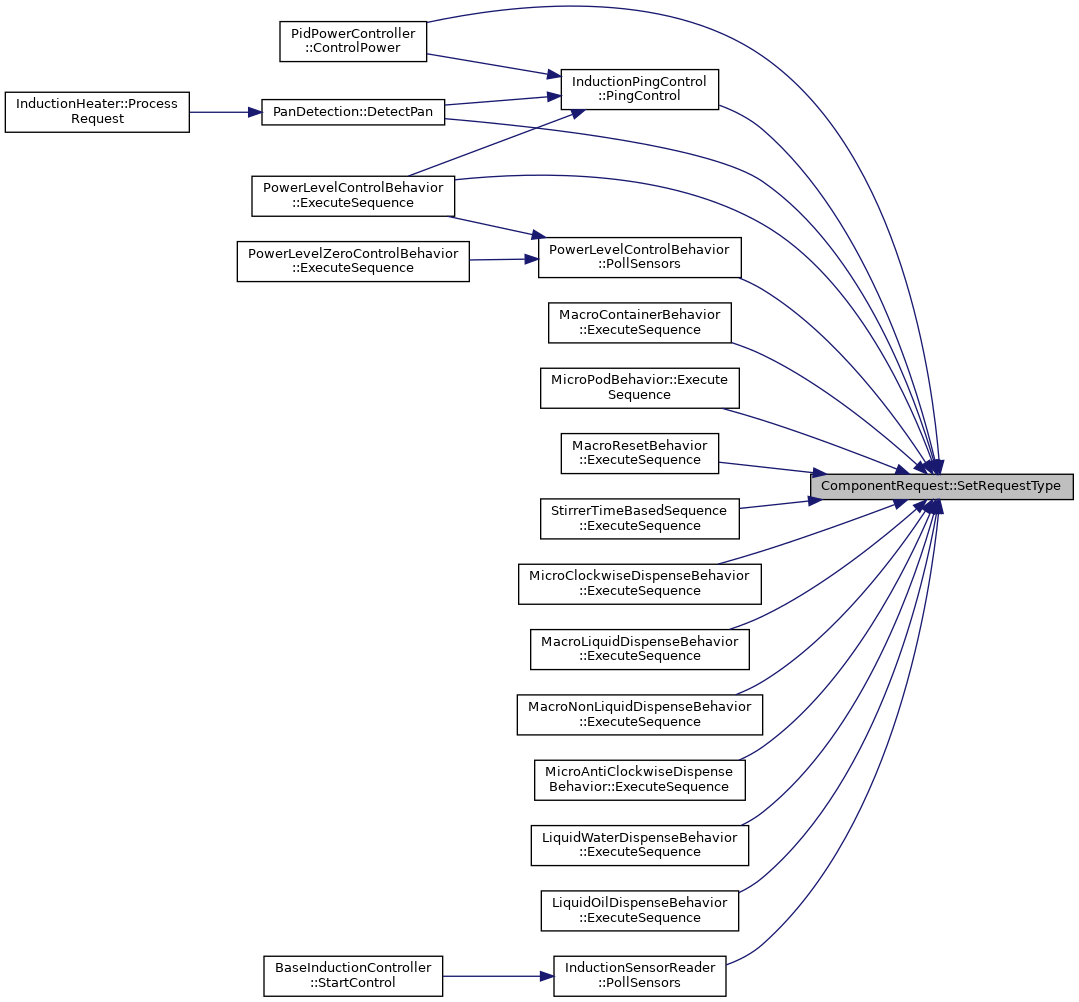 PidPowerController
::ControlPower
InductionPingControl
::PingControl
InductionHeater::Process
Request
PanDetection::DetectPan
PowerLevelControlBehavior
::ExecuteSequence
PowerLevelZeroControlBehavior
::ExecuteSequence
PowerLevelControlBehavior
::PollSensors
MacroContainerBehavior
::ExecuteSequence
MicroPodBehavior::Execute
Sequence
MacroResetBehavior
::ExecuteSequence
ComponentRequest::SetRequestType
StirrerTimeBasedSequence
::ExecuteSequence
MicroClockwiseDispenseBehavior
::ExecuteSequence
MacroLiquidDispenseBehavior
::ExecuteSequence
MacroNonLiquidDispenseBehavior
::ExecuteSequence
MicroAntiClockwiseDispense
Behavior::ExecuteSequence
LiquidWaterDispenseBehavior
::ExecuteSequence
LiquidOilDispenseBehavior
::ExecuteSequence
BaseInductionController
::StartControl
InductionSensorReader
::PollSensors